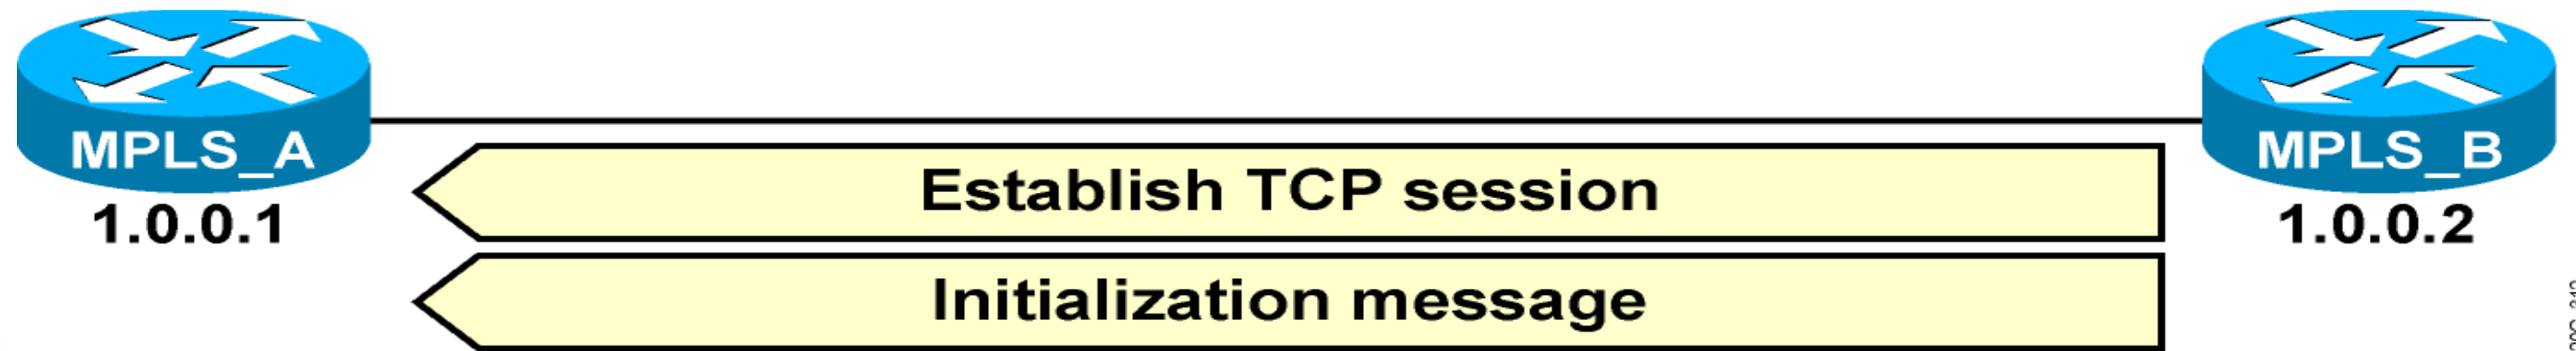 MPLS_A
1.0.0.1
Establish TCP session
Initialization message
MPLS_B
1.0.0.2